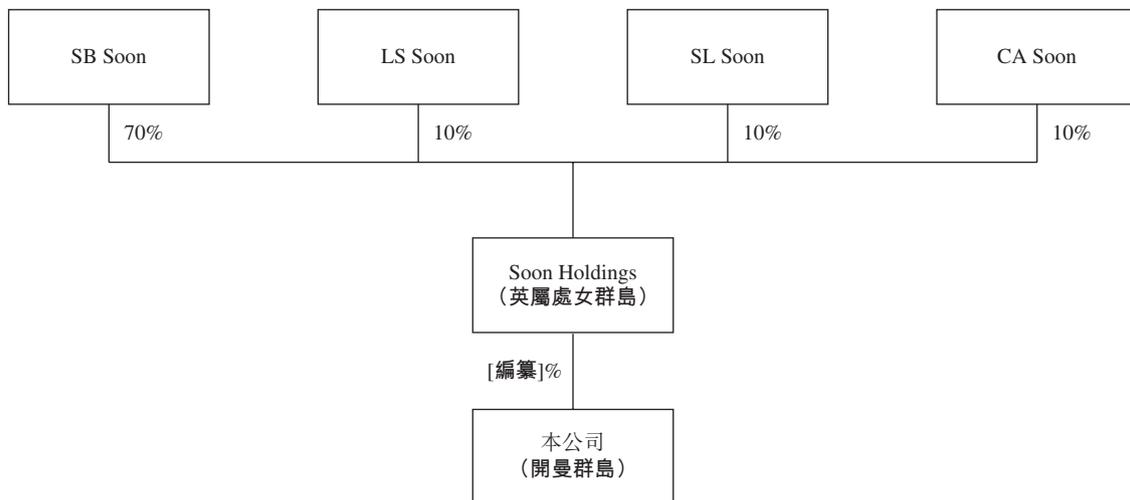 SB Soon
LS Soon
SL Soon
CA Soon
70%
10%
10%
10%
Soon Holdings
（英屬處女群島）
[編纂]%
本公司
（開曼群島）